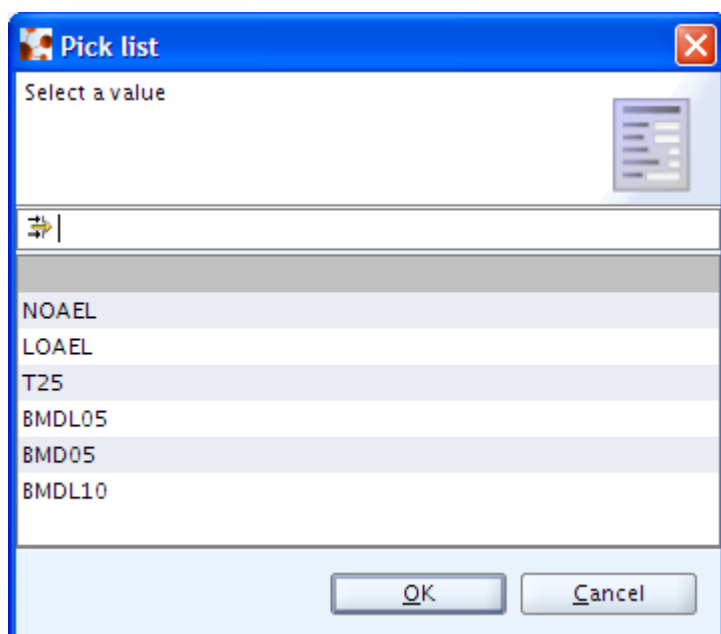 Pick list
Select a value
NOAEL
LOAEL
T25
BMDL05
BMD05
BMDL10
OK Cancel